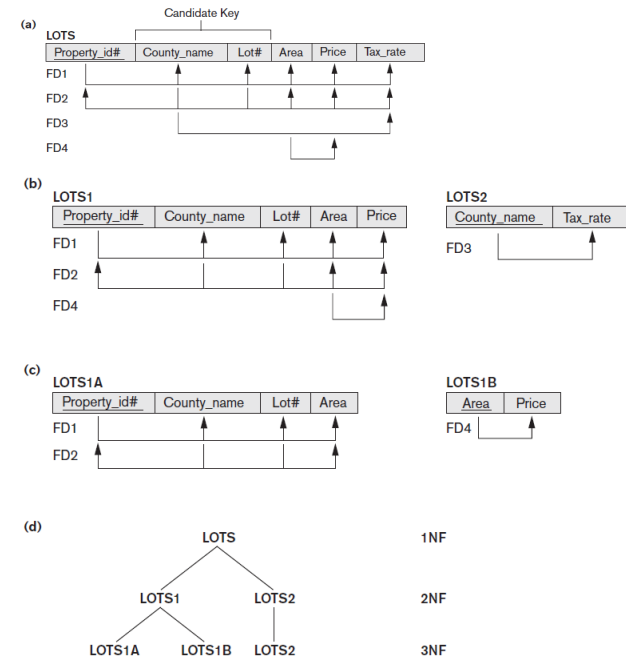 Candidate Key
(a)
LOTS
Property_id# County_name Lot# Area Price Tax_rate
FD1
FD2
FD3
FD4
(b)
LOTS1 LOTS2
Property_id# County_name Lot# Area Price County_name Tax_rate
FD1 FD3
FD2
FD4
(c)
LOTS1A LOTS1B
Property_id# County_name Lot# Area Area Price
FD1 FD4
FD2
(d)
LOTS 1NF
LOTS1 LOTS2 2NF
LOTS1A LOTS1B LOTS2 3NF